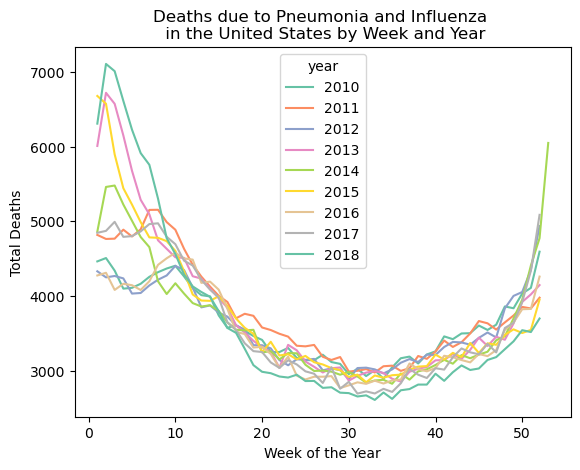 Deaths due to Pneumonia and Influenza
in the United States by Week and Year
year
2010
2011
2012
2013
2014
2015
2016
2017
2018
Total Deaths
7000
6000
5000
4000
3000
0 10 20 30 40 50
Week of the Year